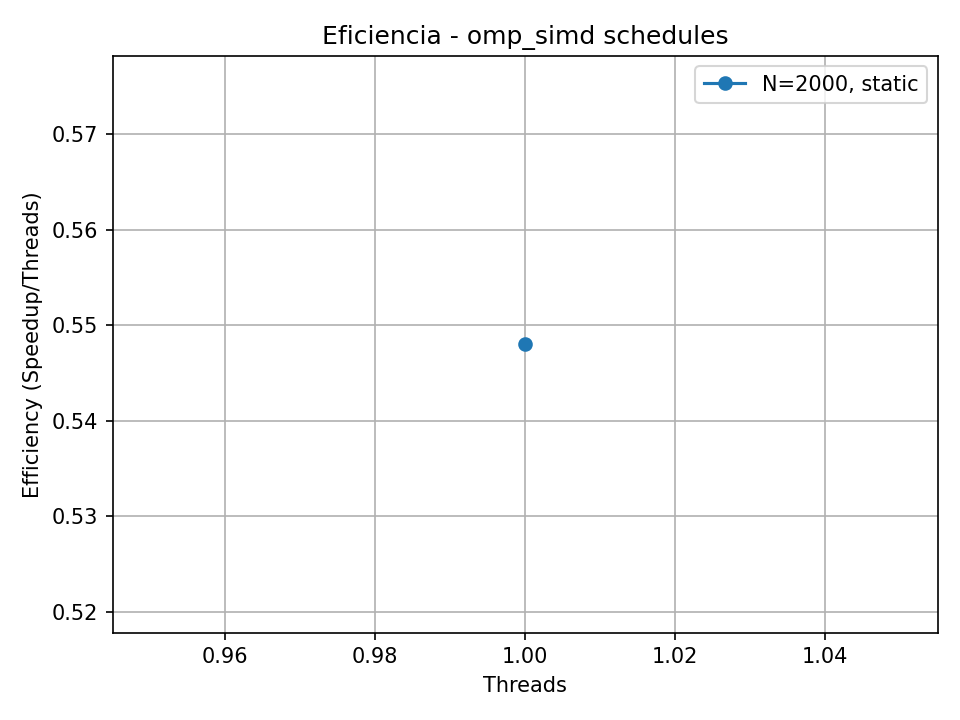 Eficiencia - omp_simd schedules
N=2000, static
Efficiency (Speedup/Threads)
0.57
0.56
0.55
0.54
0.53
0.52
0.96 0.98 1.00 1.02 1.04
Threads